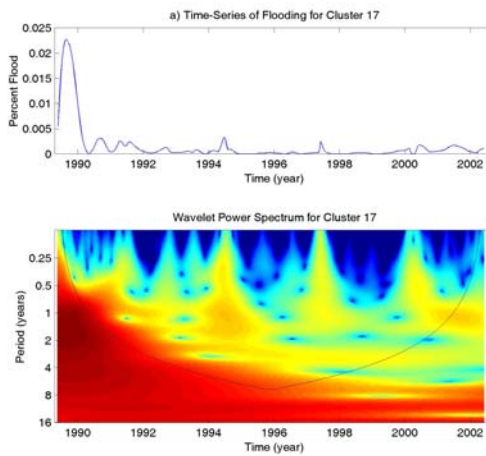 a) Time-Series of Flooding for Cluster 17
Percent Flood
0.025
0.02
0.015
0.01
0.005
0
1990 1992 1994 1996 1998 2000 2002
Time (year)
Wavelet Power Spectrum for Cluster 17
Period (years)
0.25
0.5
1
2
4
8
16
1990 1992 1994 1996 1998 2000 2002
Time (year)